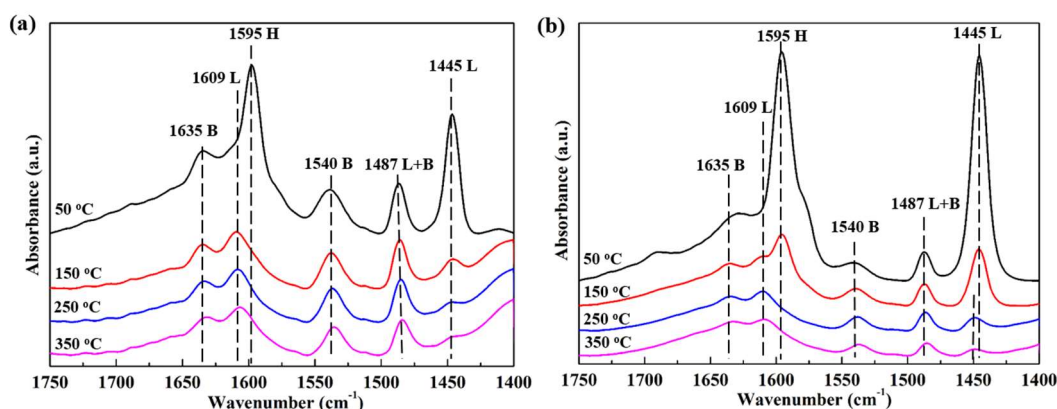 (a)
1595 H
1609 L
1445 L
1635 B
1540 B
1487 L+B
50 °C
150 °C
250 °C
350 °C
Absorbance (a.u.)
1750 1700 1650 1600 1550 1500 1450 1400
Wavenumber (cm-1)
(b)
1595 H
1445 L
1609 L
1635 B
1487 L+B
1540 B
50 °C
150 °C
250 °C
350 °C
Absorbance (a.u.)
1750 1700 1650 1600 1550 1500 1450 1400
Wavenumber (cm-1)